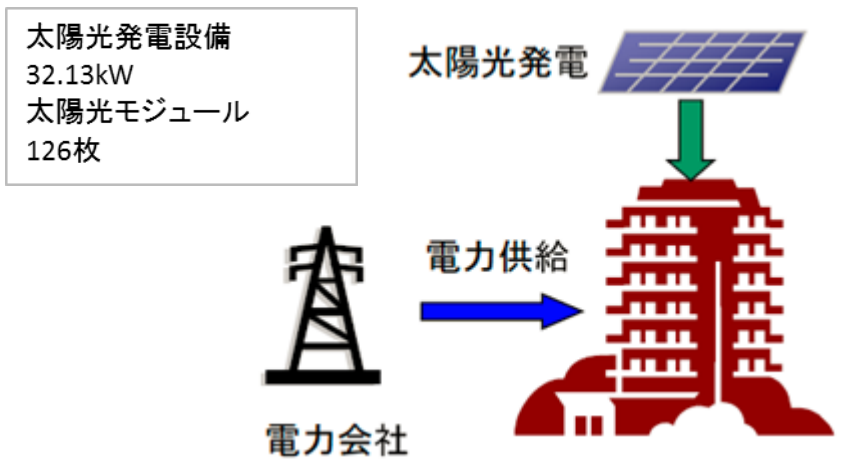 太陽光発電設備
32.13kW
太陽光モジュール
126枚
太陽光発電
電力供給
電力会社